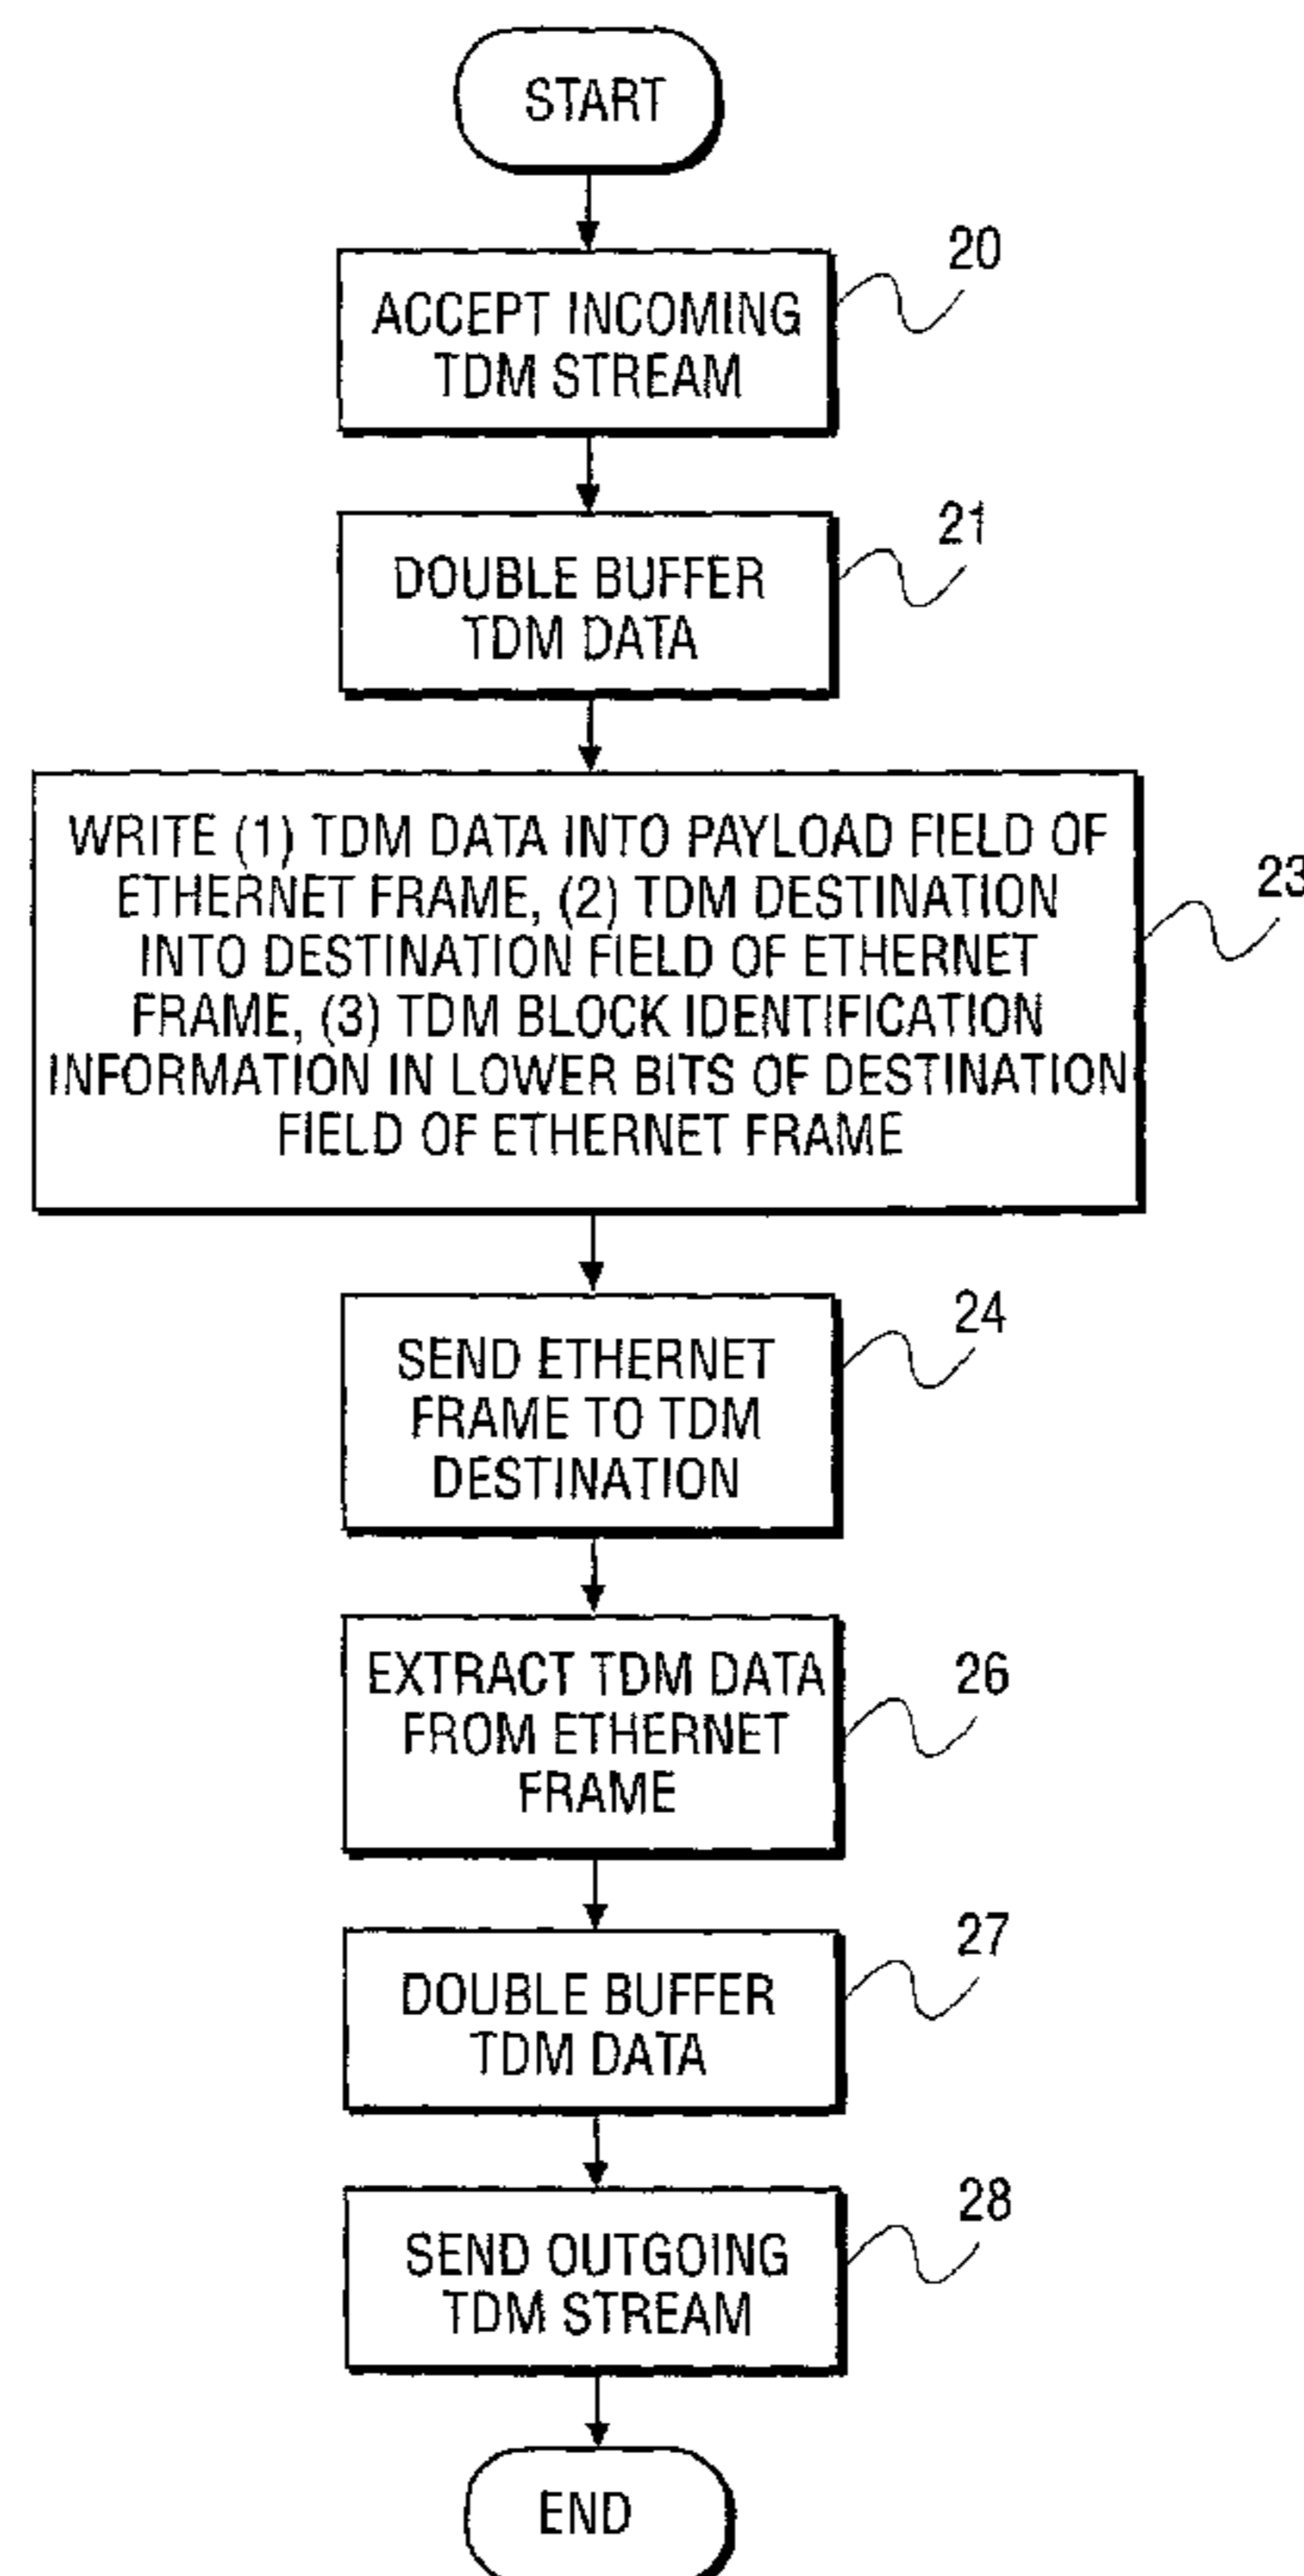 START
20
ACCEPT INCOMING
TDM STREAM
21
DOUBLE BUFFER
TDM DATA
23
WRITE (1) TDM DATA INTO PAYLOAD FIELD OF
ETHERNET FRAME, (2) TDM DESTINATION
INTO DESTINATION FIELD OF ETHERNET
FRAME, (3) TDM BLOCK IDENTIFICATION
INFORMATION IN LOWER BITS OF DESTINATION
FIELD OF ETHERNET FRAME
24
SEND ETHERNET
FRAME TO TDM
DESTINATION
26
EXTRACT TDM DATA
FROM ETHERNET
FRAME
27
DOUBLE BUFFER
TDM DATA
28
SEND OUTGOING
TDM STREAM
END